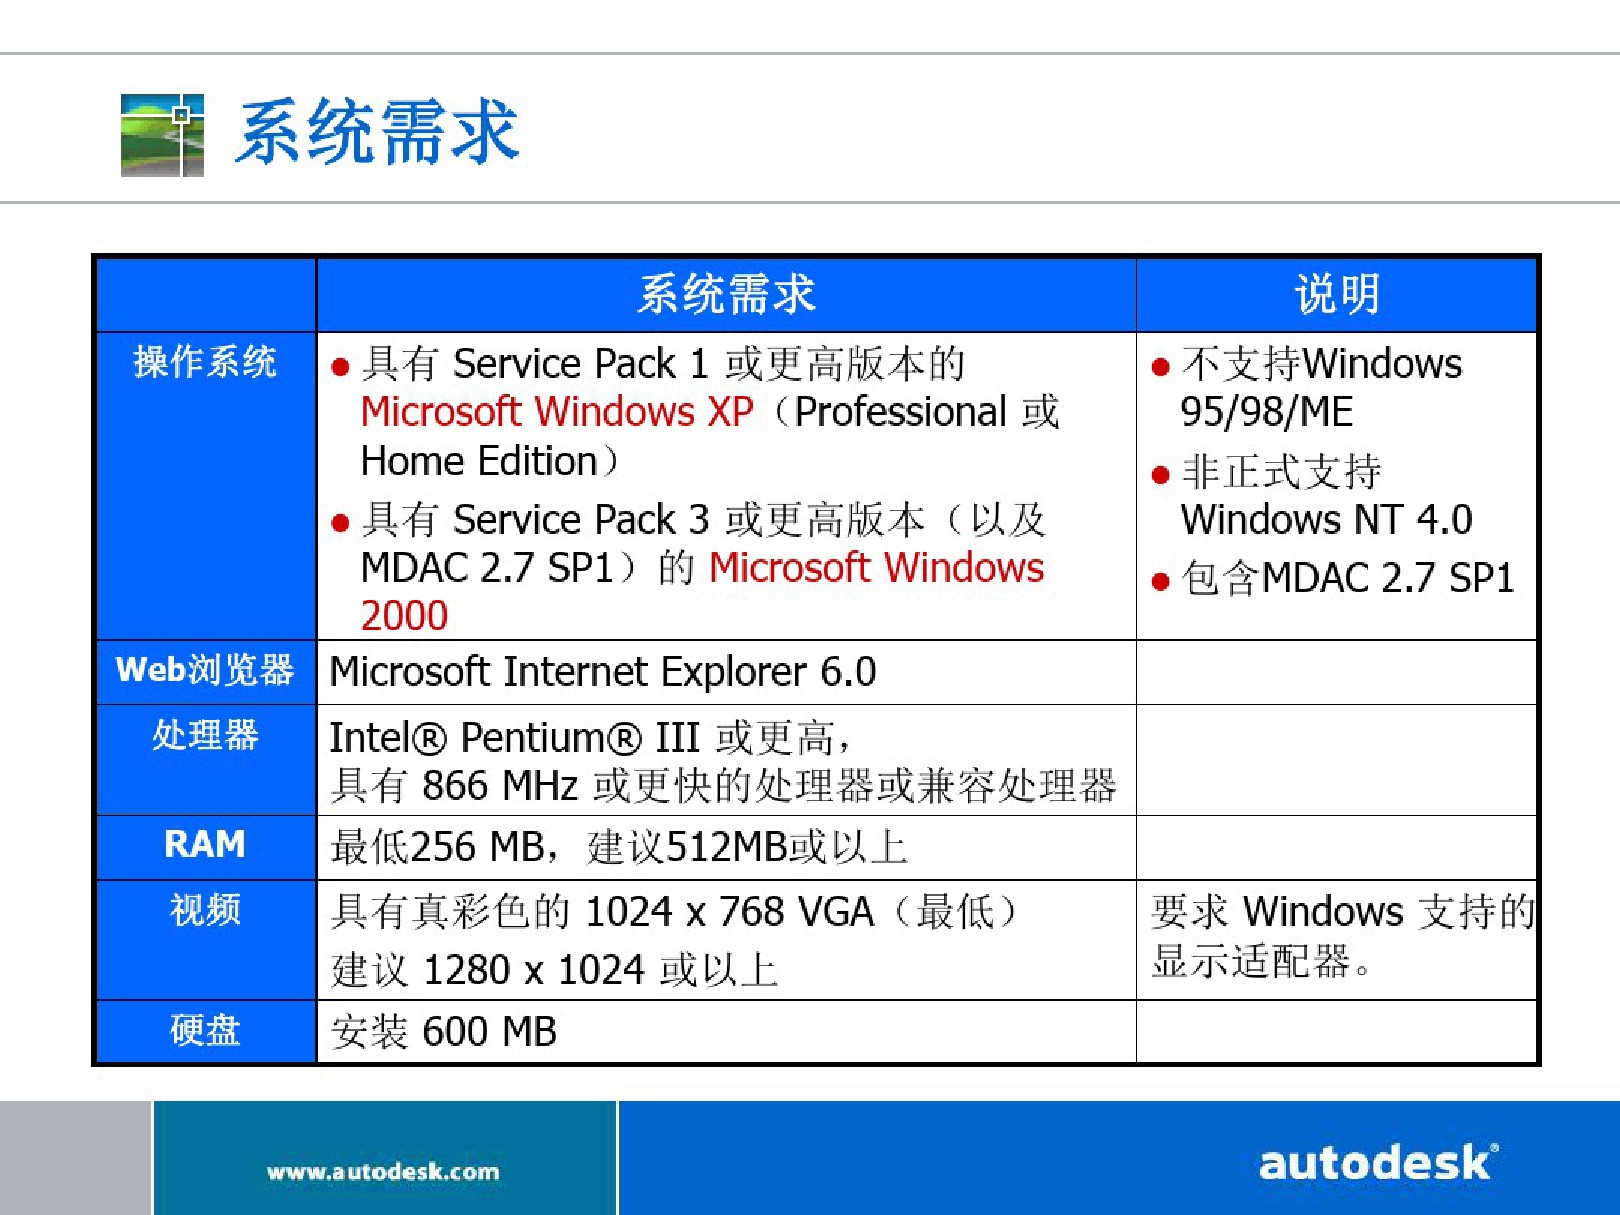 系统需求
系统需求
说明
操作系统
具有 Service Pack 1 或更高版本的
Microsoft Windows XP（Professional 或
Home Edition）
具有 Service Pack 3 或更高版本（以及
MDAC 2.7 SP1）的 Microsoft Windows
2000
不支持Windows
95/98/ME
非正式支持
Windows NT 4.0
包含MDAC 2.7 SP1
Web浏览器
Microsoft Internet Explorer 6.0
处理器
Intel® Pentium® III 或更高，
具有 866 MHz 或更快的处理器或兼容处理器
RAM
最低256 MB，建议512MB或以上
视频
具有真彩色的 1024 x 768 VGA（最低）
建议 1280 x 1024 或以上
要求 Windows 支持的
显示适配器。
硬盘
安装 600 MB
www.autodesk.com
autodesk®